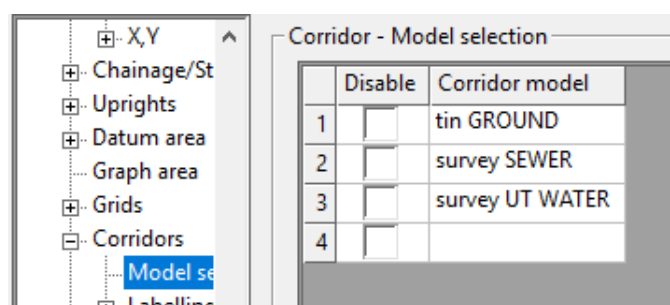 X,Y
Chainage/St
Uprights
Datum area
Graph area
Grids
Corridors
Model se
Labelling
Corridor - Model selection
Disable Corridor model
1 tin GROUND
2 survey SEWER
3 survey UT WATER
4